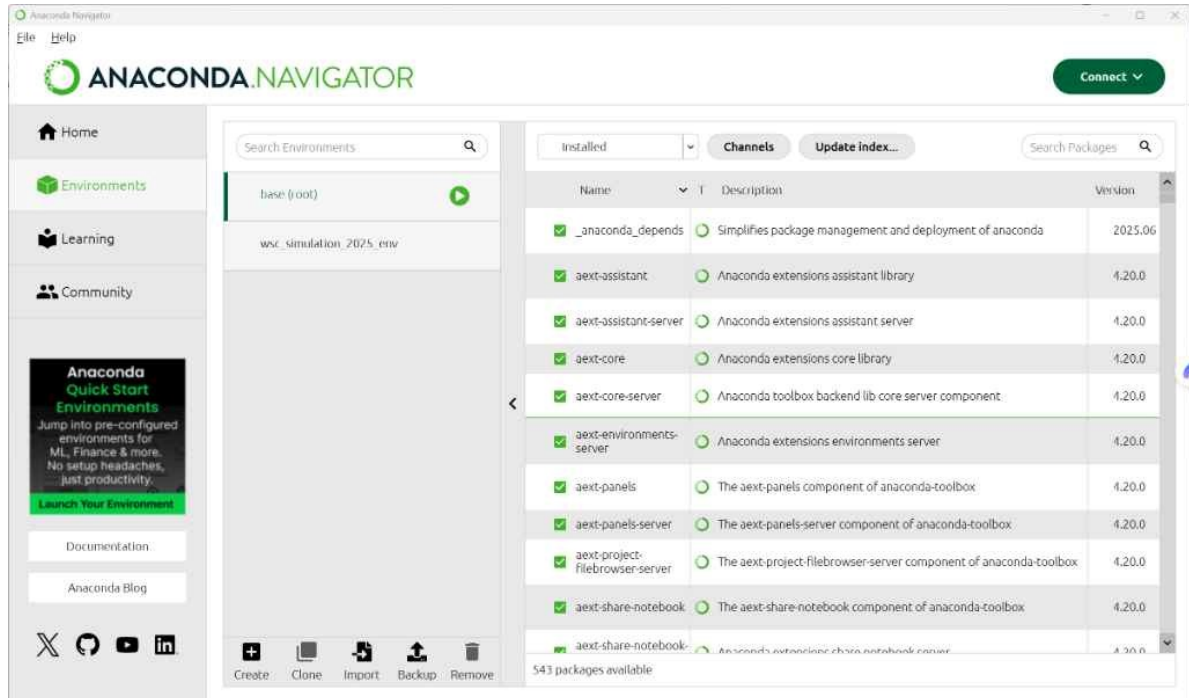 Anaconda Navigator
File Help
ANACONDA.NAVIGATOR
Connect
Home
Environments
Learning
Community
Anaconda
Quick Start
Environments
Jump into pre-configured
environments for
ML, Finance & more.
No setup headaches,
just productivity.
Launch Your Environment
Documentation
Anaconda Blog
Search Environments
base (root)
wsc_simulation_2025_env
Create Clone Import Backup Remove
Installed Channels Update index... Search Packages
Name T Description Version
_anaconda_depends Simplifies package management and deployment of anaconda 2025.06
aext-assistant Anaconda extensions assistant library 4.20.0
aext-assistant-server Anaconda extensions assistant server 4.20.0
aext-core Anaconda extensions core library 4.20.0
aext-core-server Anaconda toolbox backend lib core server component 4.20.0
aext-environments-
server Anaconda extensions environments server 4.20.0
aext-panels The aext-panels component of anaconda-toolbox 4.20.0
aext-panels-server The aext-panels-server component of anaconda-toolbox 4.20.0
aext-project-
filebrowser-server The aext-project-filebrowser-server component of anaconda-toolbox 4.20.0
aext-share-notebook The aext-share-notebook component of anaconda-toolbox 4.20.0
aext-share-notebook- Anaconda extensions share notebook server 4.20.0
543 packages available